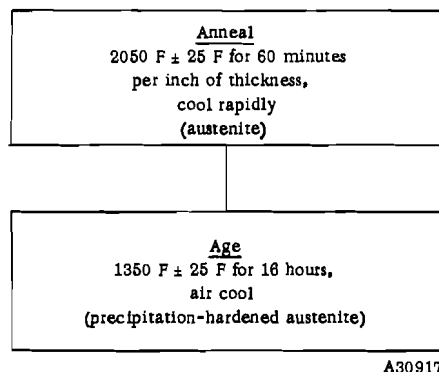 Anneal
2050 F ± 25 F for 60 minutes
per inch of thickness,
cool rapidly
(austenite)
Age
1350 F ± 25 F for 16 hours,
air cool
(precipitation-hardened austenite)
A30917